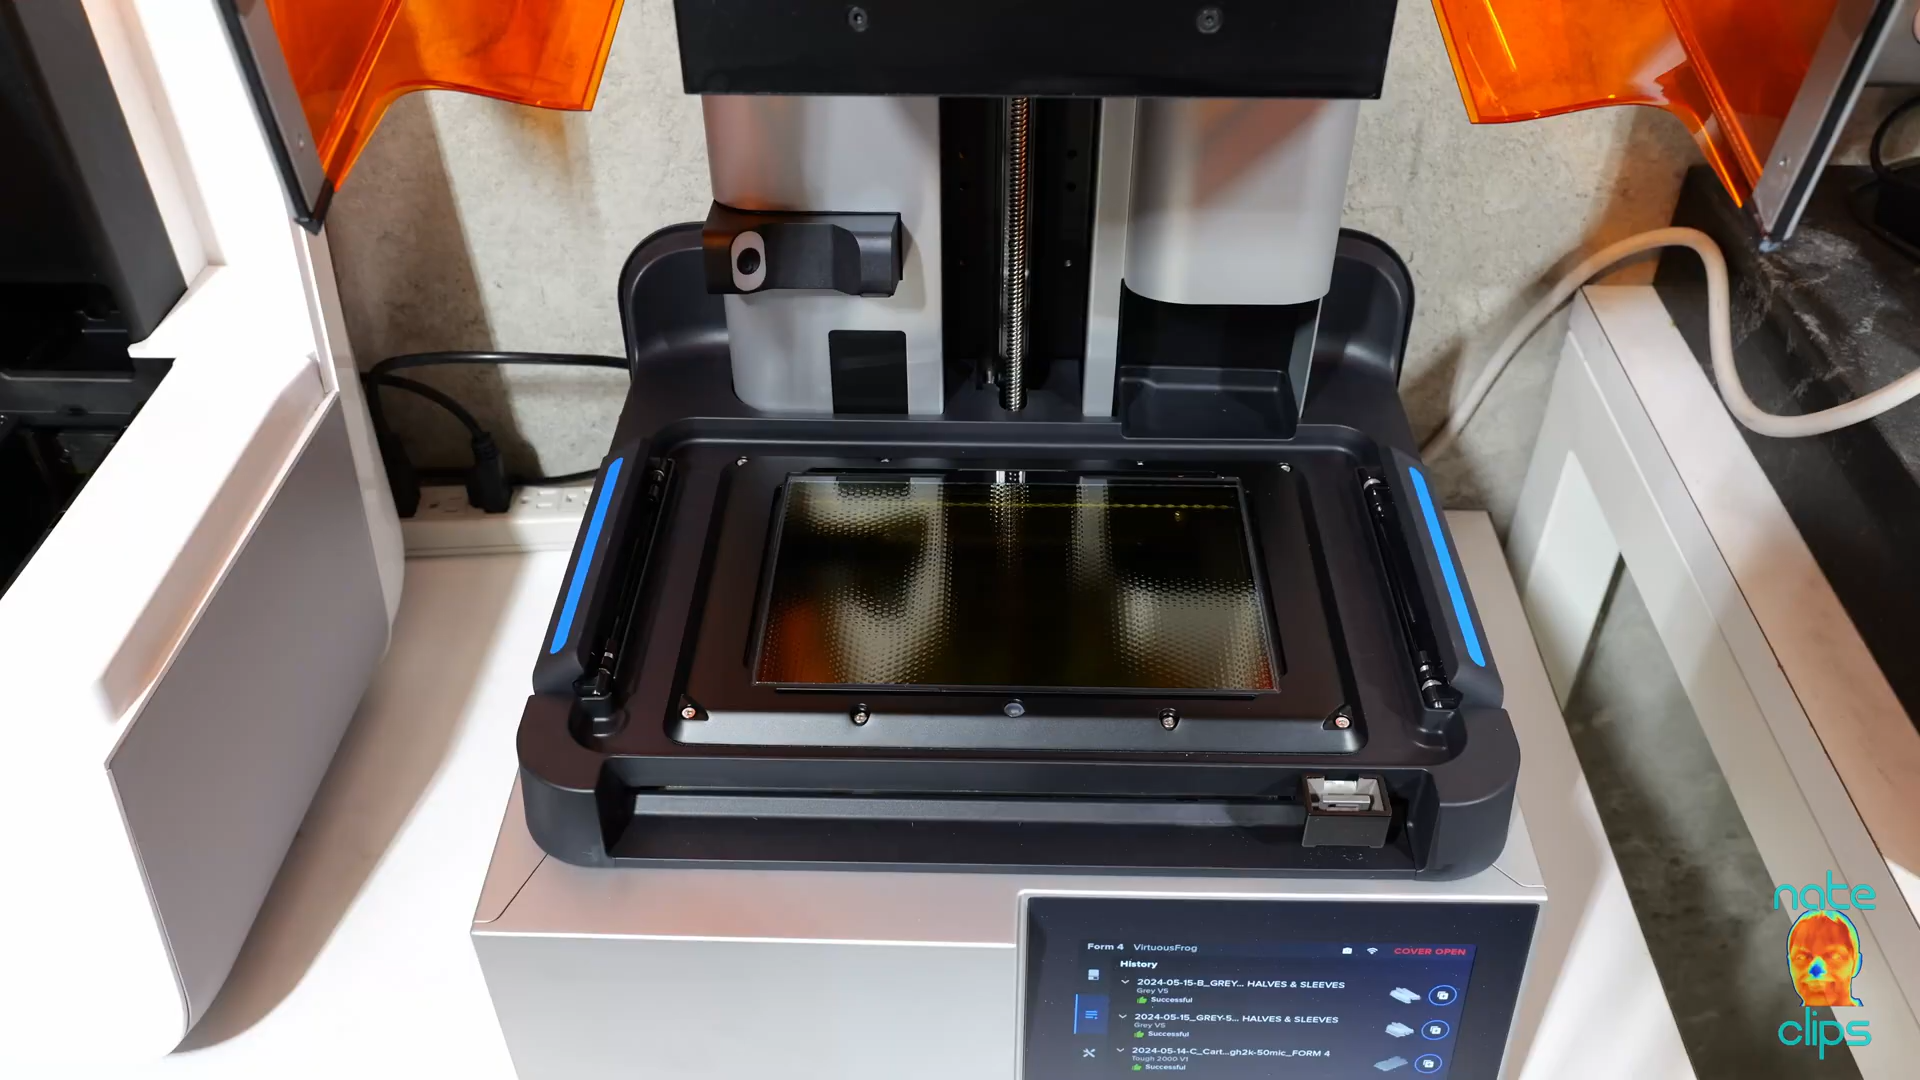 Form 4 VirtuousFrog COVER OPEN
History
2024-05-15-B_GREY... HALVES & SLEEVES
Grey V5
Successful
2024-05-15_GREY-5... HALVES & SLEEVES
Grey V5
Successful
2024-05-14-C_Cart...gh2k-50mic_FORM 4
Tough 2000 V1
Successful
nate
clips